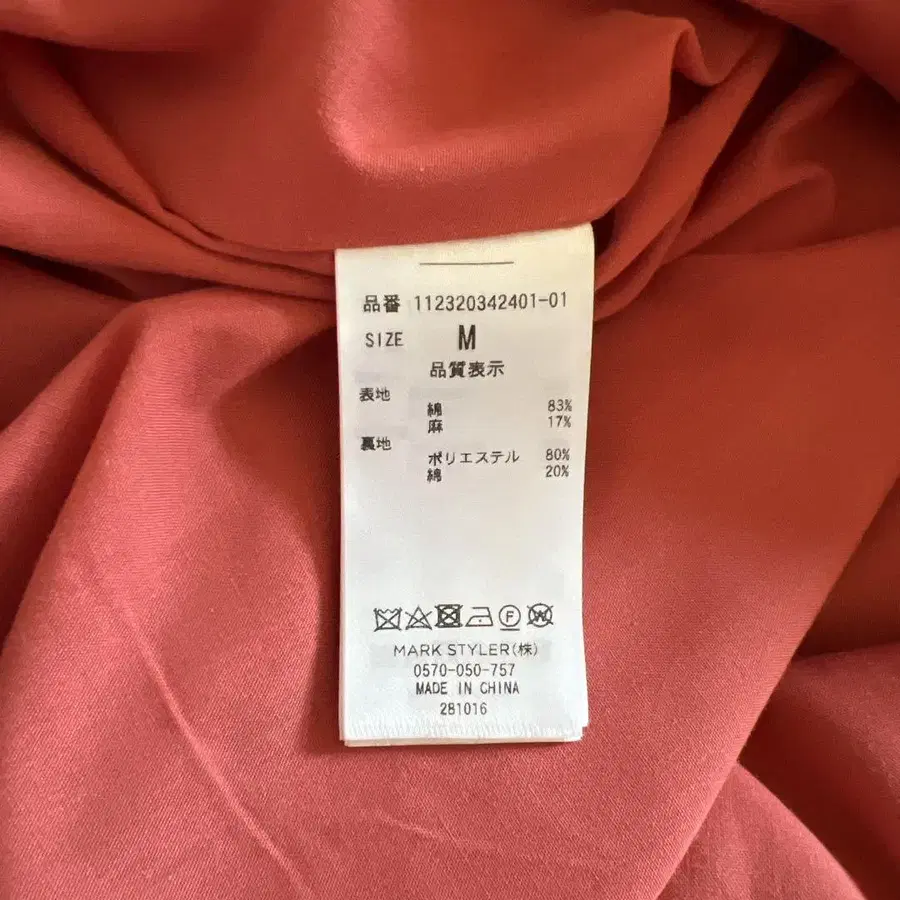 品番 112320342401-01
SIZE M
品質表示
表地
綿 83%
麻 17%
裏地
ポリエステル 80%
綿 20%
F W
MARK STYLER(株)
0570-050-757
MADE IN CHINA
281016